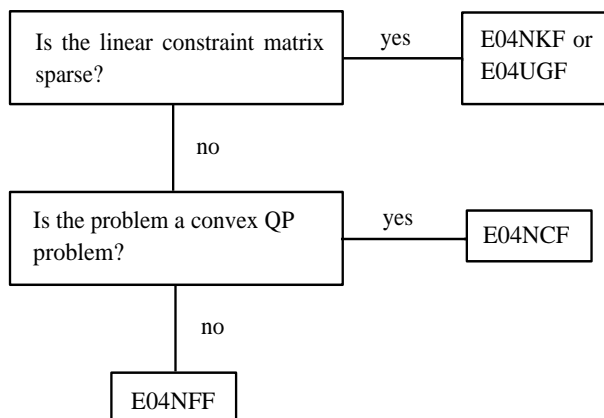 Is the linear constraint matrix
sparse?
yes
E04NKF or
E04UGF
no
Is the problem a convex QP
problem?
yes
E04NCF
no
E04NFF